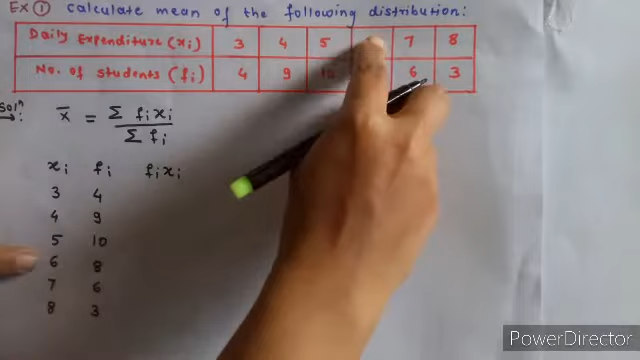 Ex ① calculate mean of the following distribution:
Daily Expenditure (xi) 3 4 5 7 8
No. of students (fi) 4 9 10 6 3
Solⁿ →: x̄ = Σ fixi / Σ fi
xi fi fixi
3 4
4 9
5 10
6 8
7 6
8 3
PowerDirector